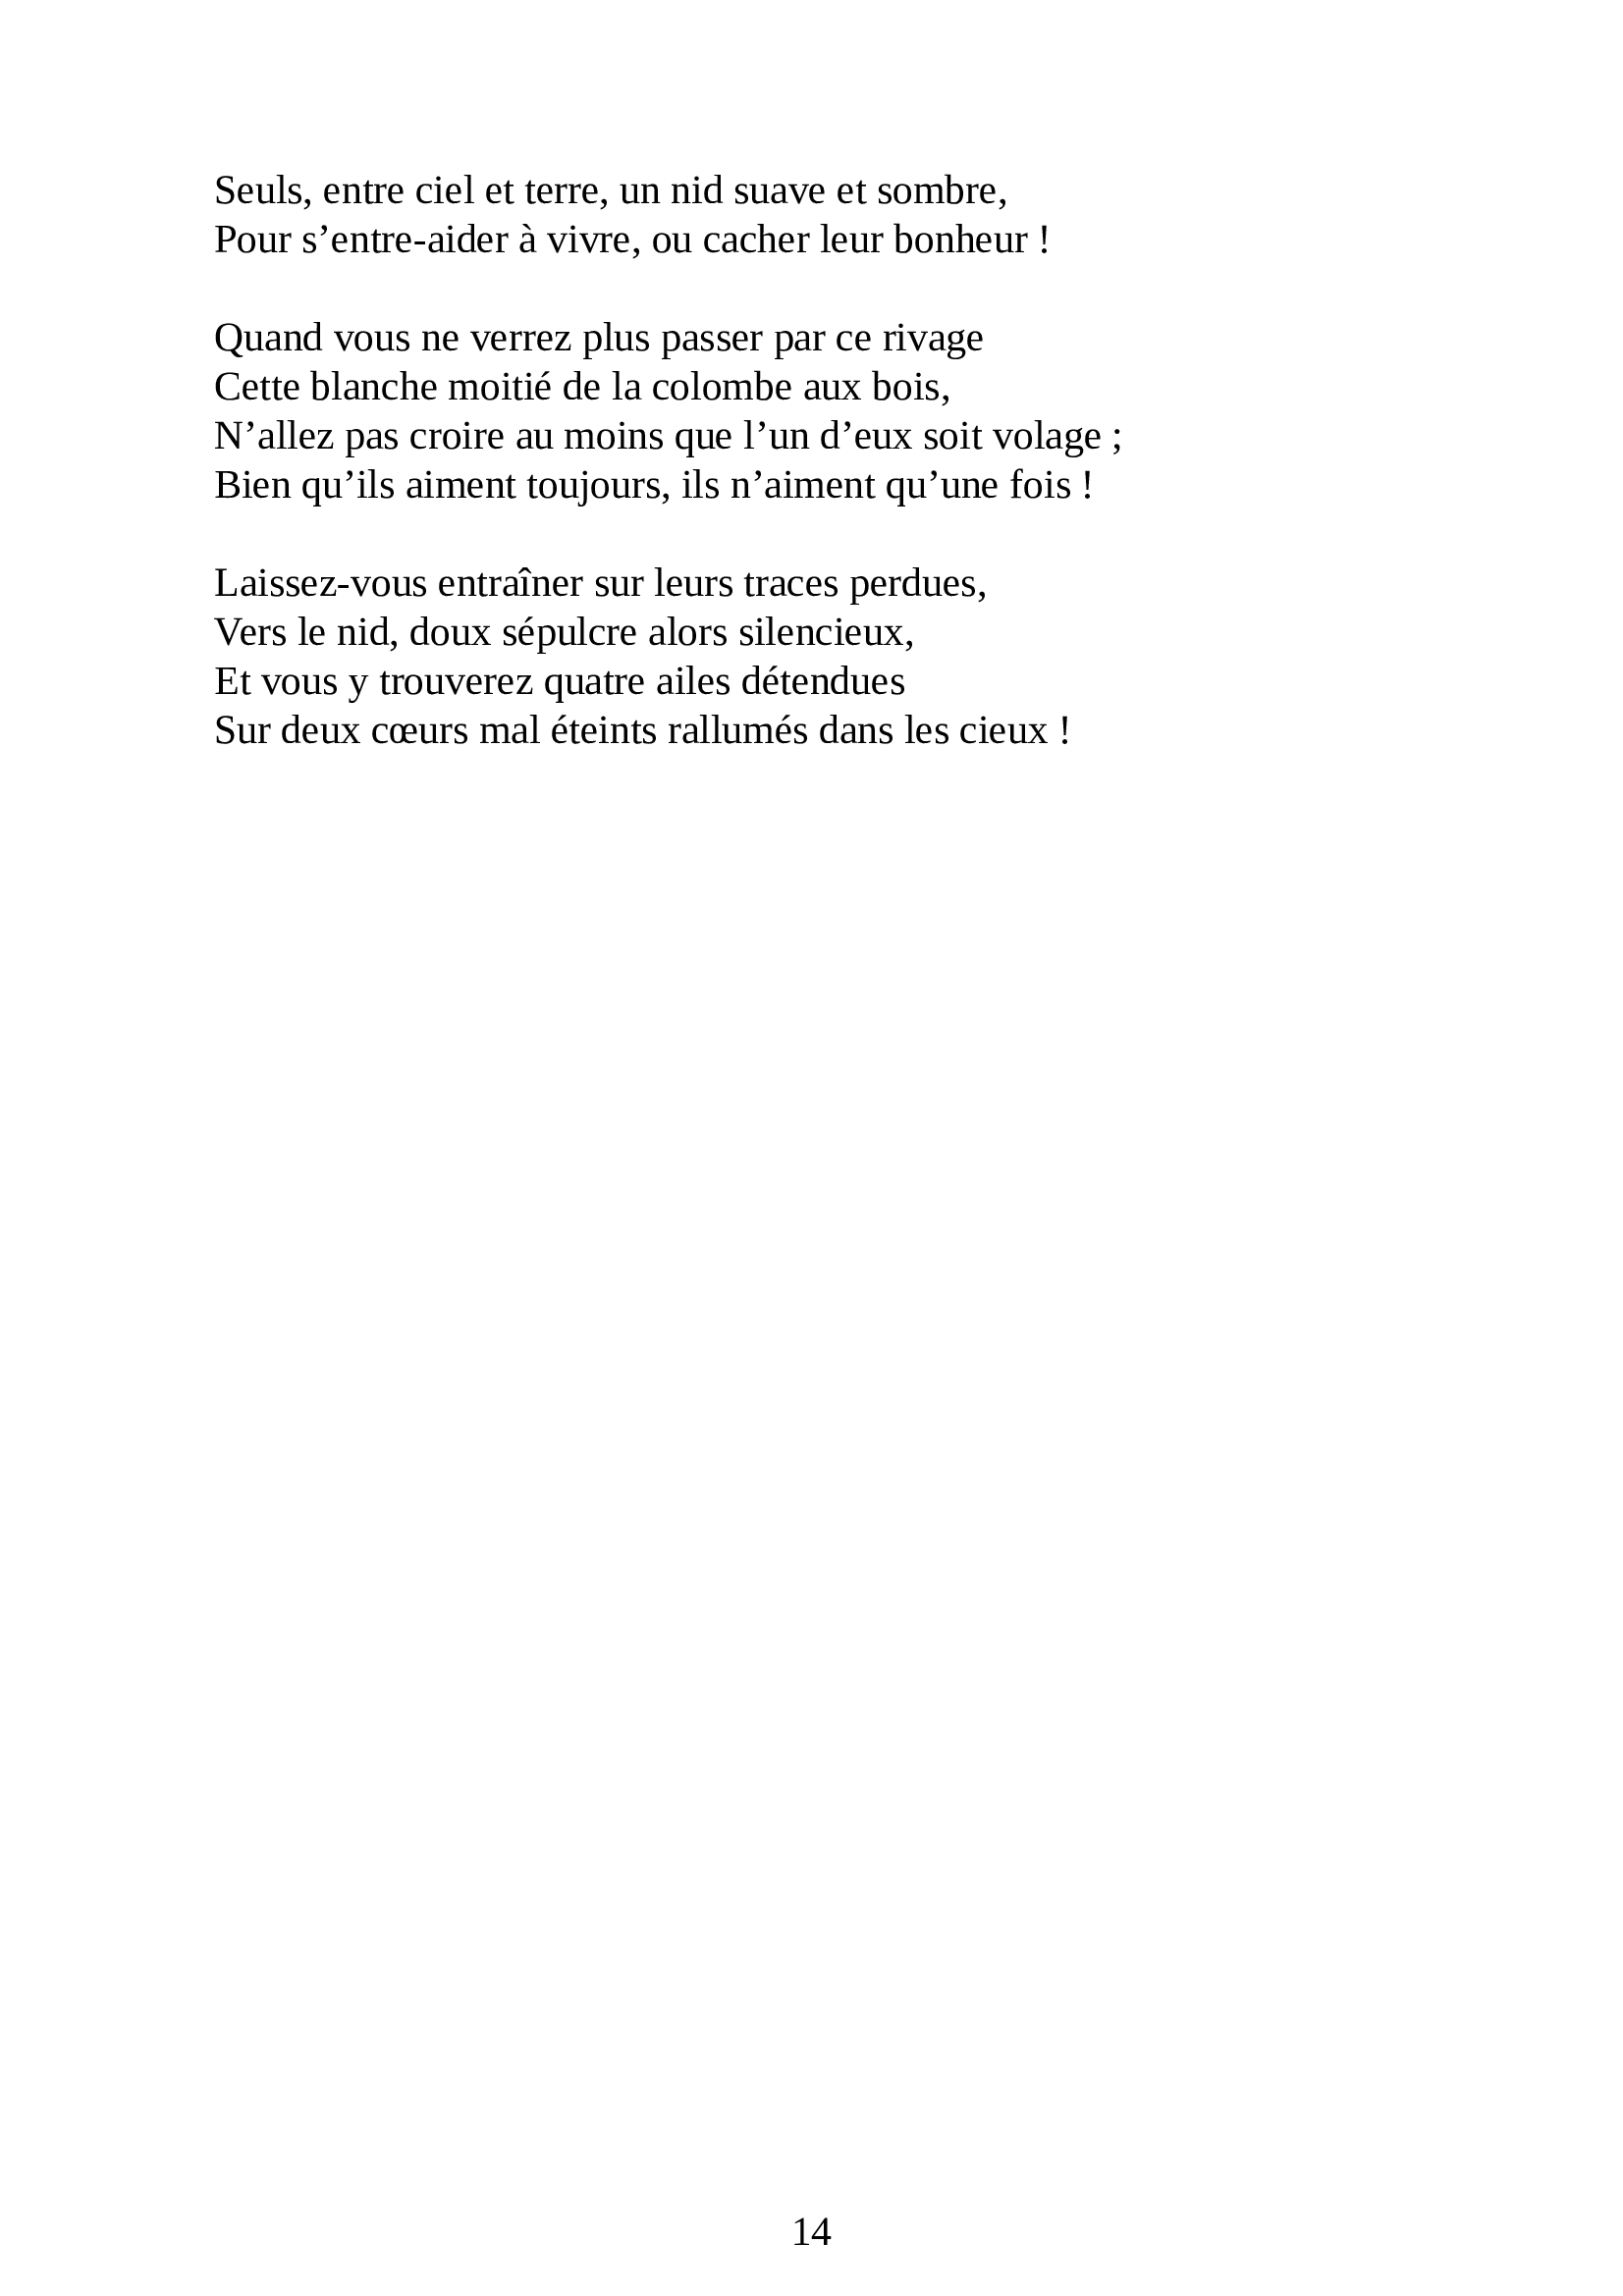 Seuls, entre ciel et terre, un nid suave et sombre,
Pour s’entre-aider à vivre, ou cacher leur bonheur !
Quand vous ne verrez plus passer par ce rivage
Cette blanche moitié de la colombe aux bois,
N’allez pas croire au moins que l’un d’eux soit volage ;
Bien qu’ils aiment toujours, ils n’aiment qu’une fois !
Laissez-vous entraîner sur leurs traces perdues,
Vers le nid, doux sépulcre alors silencieux,
Et vous y trouverez quatre ailes détendues
Sur deux cœurs mal éteints rallumés dans les cieux !
14